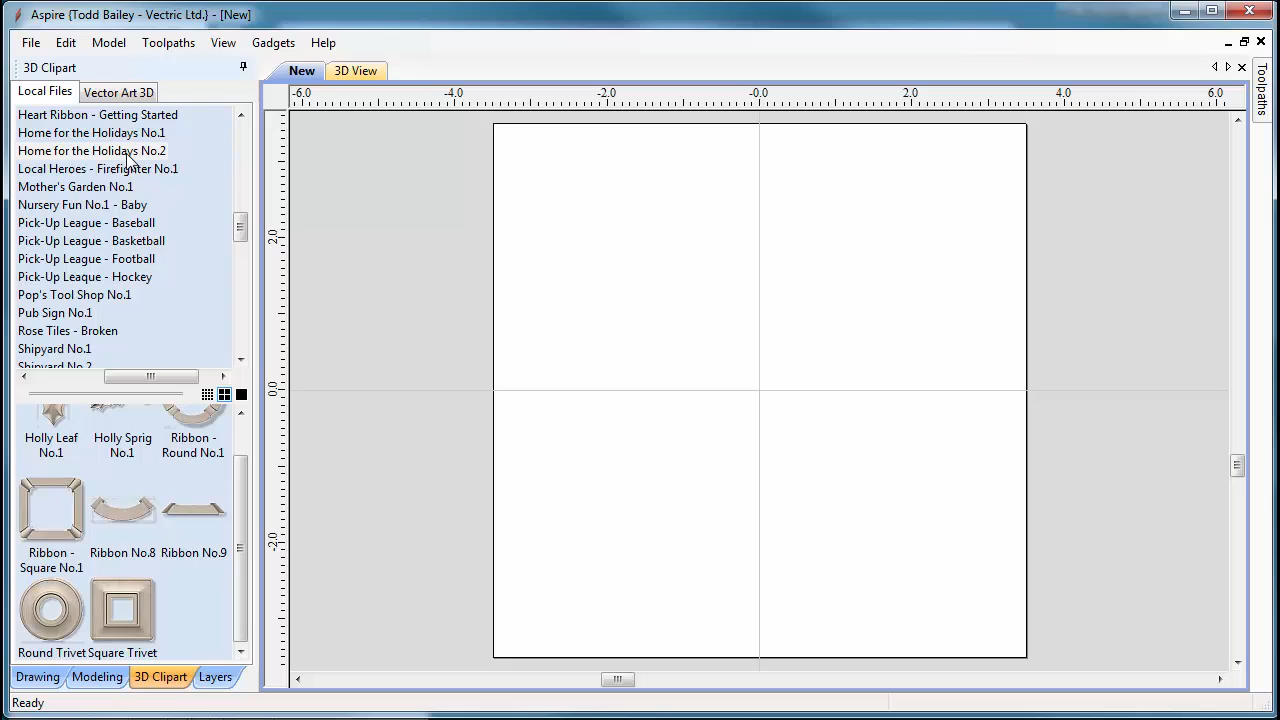 Aspire {Todd Bailey - Vectric Ltd.} - [New]
File Edit Model Toolpaths View Gadgets Help
3D Clipart
Local Files Vector Art 3D
New 3D View
-6.0 -4.0 -2.0 -0.0 2.0 4.0 6.0
Toolpaths
Heart Ribbon - Getting Started
Home for the Holidays No.1
Home for the Holidays No.2
Local Heroes - Firefighter No.1
Mother's Garden No.1
Nursery Fun No.1 - Baby
Pick-Up League - Baseball
Pick-Up League - Basketball
Pick-Up League - Football
Pick-Up League - Hockey
Pop's Tool Shop No.1
Pub Sign No.1
Rose Tiles - Broken
Shipyard No.1
Shipyard No.2
2.0
0.0
-2.0
Holly Leaf No.1
Holly Sprig No.1
Ribbon - Round No.1
Ribbon - Square No.1
Ribbon No.8
Ribbon No.9
Round Trivet
Square Trivet
Drawing Modeling 3D Clipart Layers
Ready